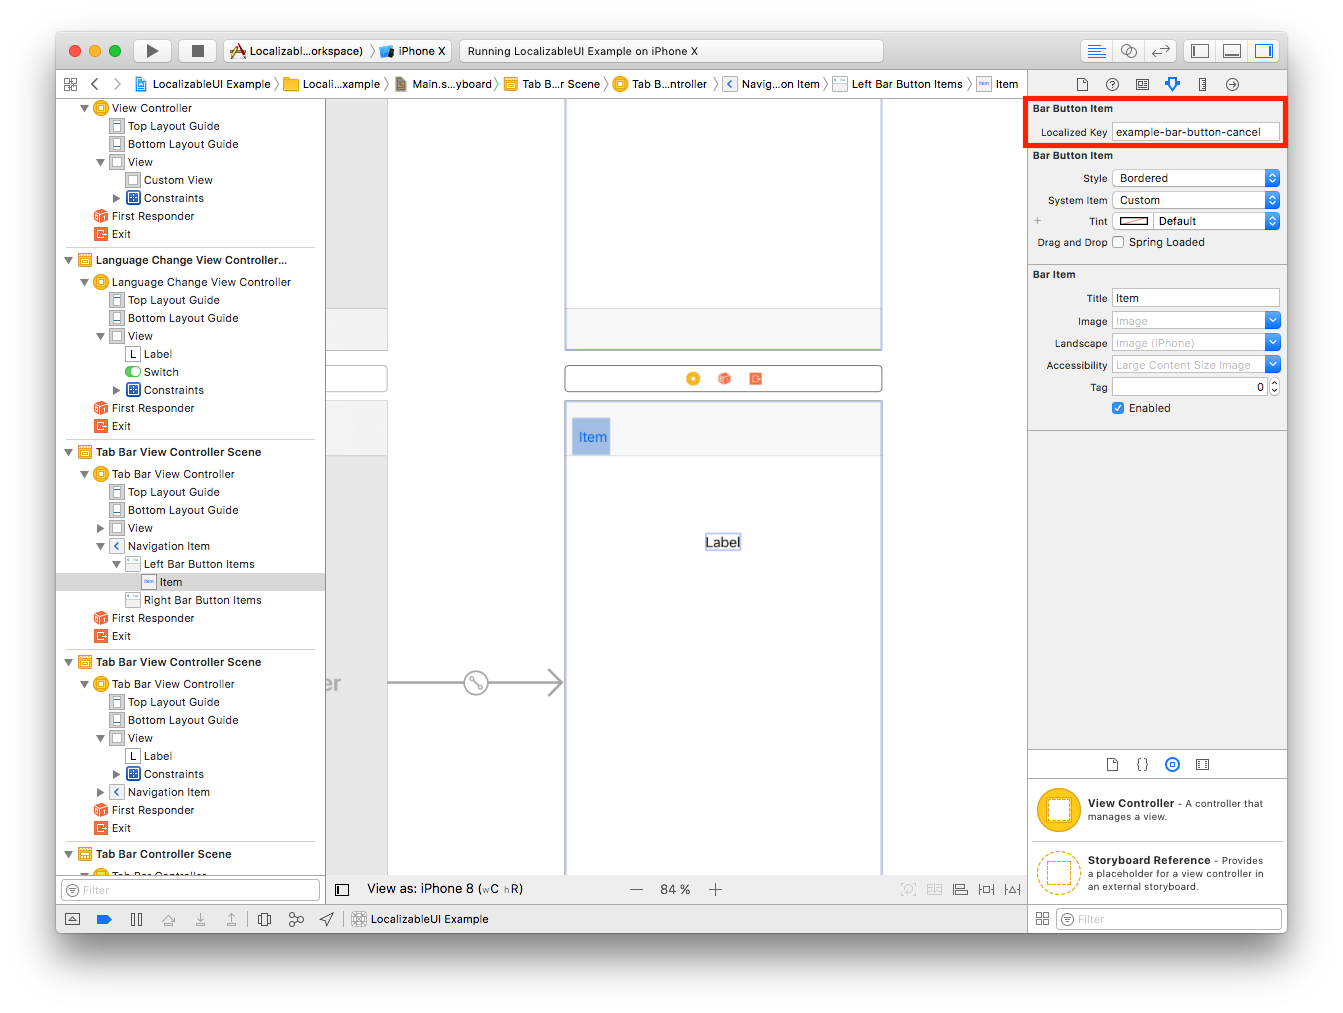 Localizabl...orkspace)
iPhone X
Running LocalizableUI Example on iPhone X
LocalizableUI Example
Locali...xample
Main.s...yboard
Tab B...r Scene
Tab B...ntroller
Navig...on Item
Left Bar Button Items
Item
View Controller
Top Layout Guide
Bottom Layout Guide
View
Custom View
Constraints
First Responder
Exit
Language Change View Controller...
Language Change View Controller
Top Layout Guide
Bottom Layout Guide
View
L Label
Switch
Constraints
First Responder
Exit
Tab Bar View Controller Scene
Tab Bar View Controller
Top Layout Guide
Bottom Layout Guide
View
Navigation Item
Left Bar Button Items
Item
Right Bar Button Items
First Responder
Exit
Tab Bar View Controller Scene
Tab Bar View Controller
Top Layout Guide
Bottom Layout Guide
View
L Label
Constraints
Navigation Item
First Responder
Exit
Tab Bar Controller Scene
Tab Bar Controller
Filter
Item
Label
er
View as: iPhone 8 (wC hR)
84 %
LocalizableUI Example
Bar Button Item
Localized Key example-bar-button-cancel
Bar Button Item
Style Bordered
System Item Custom
+ Tint Default
Drag and Drop Spring Loaded
Bar Item
Title Item
Image Image
Landscape Image (iPhone)
Accessibility Large Content Size Image
Tag 0
Enabled
{ }
View Controller - A controller that
manages a view.
Storyboard Reference - Provides
a placeholder for a view controller in
an external storyboard.
Filter